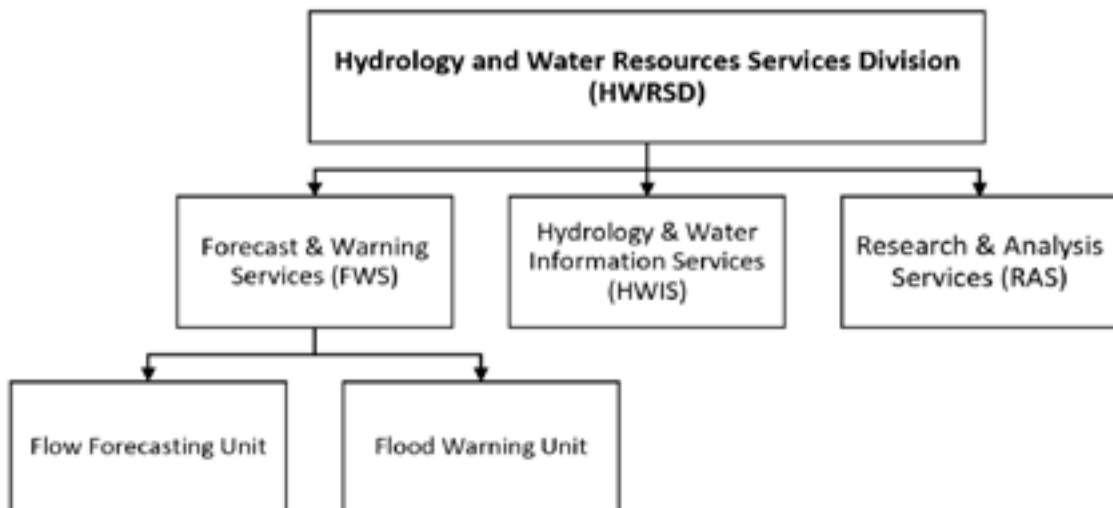 Hydrology and Water Resources Services Division
(HWRSD)
Forecast & Warning
Services (FWS)
Hydrology & Water
Information Services
(HWIS)
Research & Analysis
Services (RAS)
Flow Forecasting Unit
Flood Warning Unit